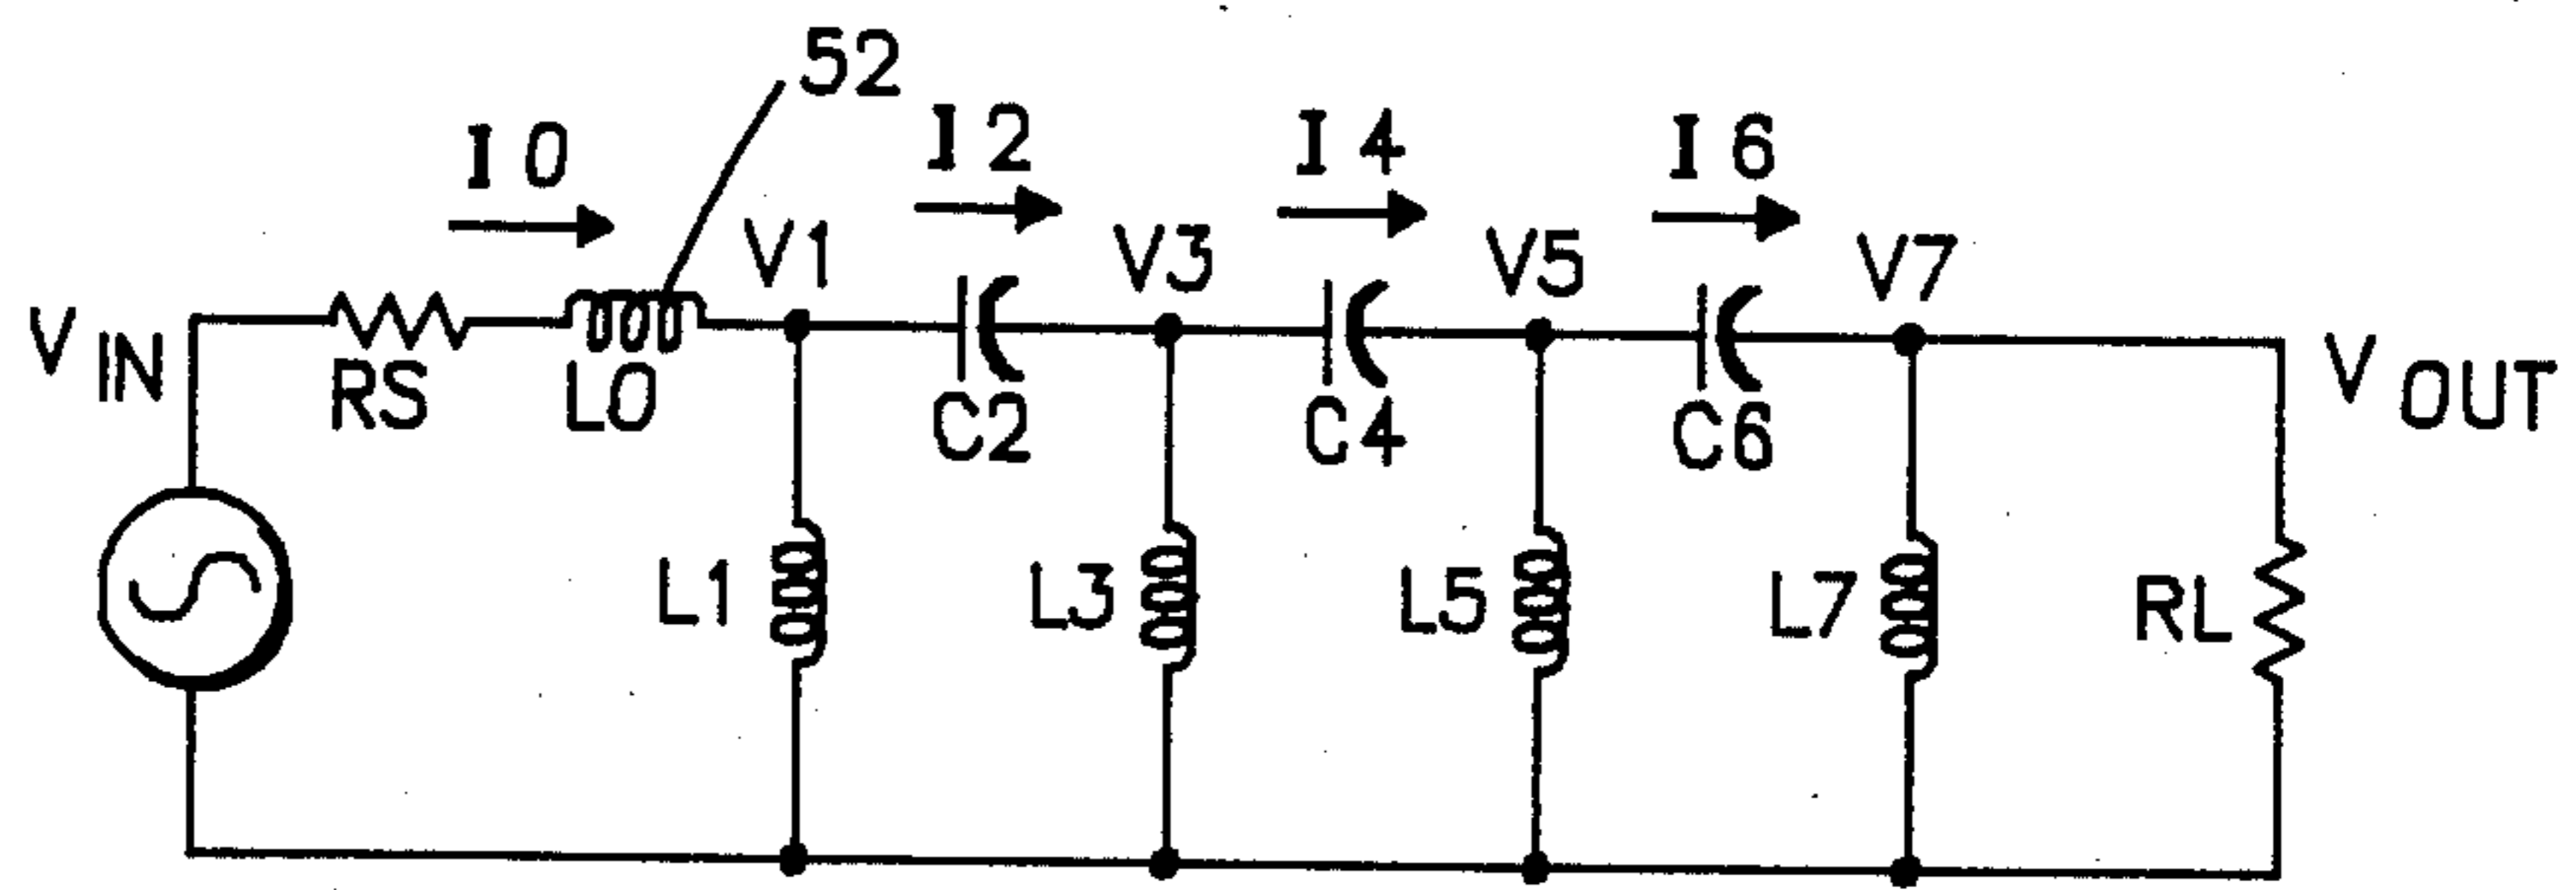 52
I0 I2 I4 I6
V1 V3 V5 V7
VIN VOUT
RS L0 C2 C4 C6
L1 L3 L5 L7 RL